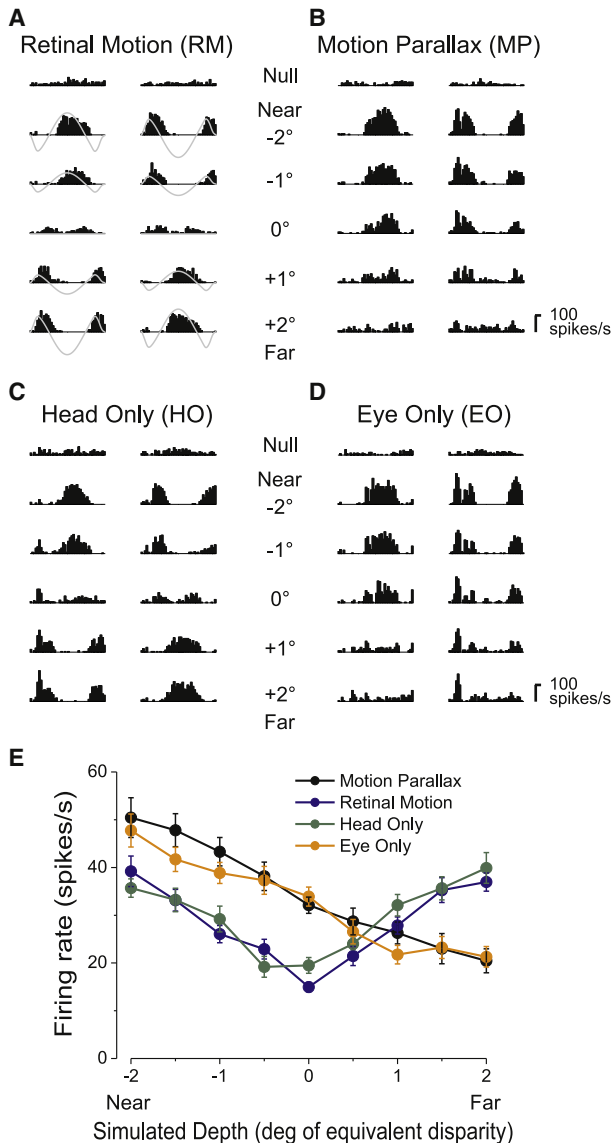 A
Retinal Motion (RM)
B
Motion Parallax (MP)
Null
Near
-2°
-1°
0°
+1°
+2°
Far
100
spikes/s
C
Head Only (HO)
D
Eye Only (EO)
Null
Near
-2°
-1°
0°
+1°
+2°
Far
100
spikes/s
E
60
40
20
0
Firing rate (spikes/s)
Motion Parallax
Retinal Motion
Head Only
Eye Only
-2 -1 0 1 2
Near Far
Simulated Depth (deg of equivalent disparity)